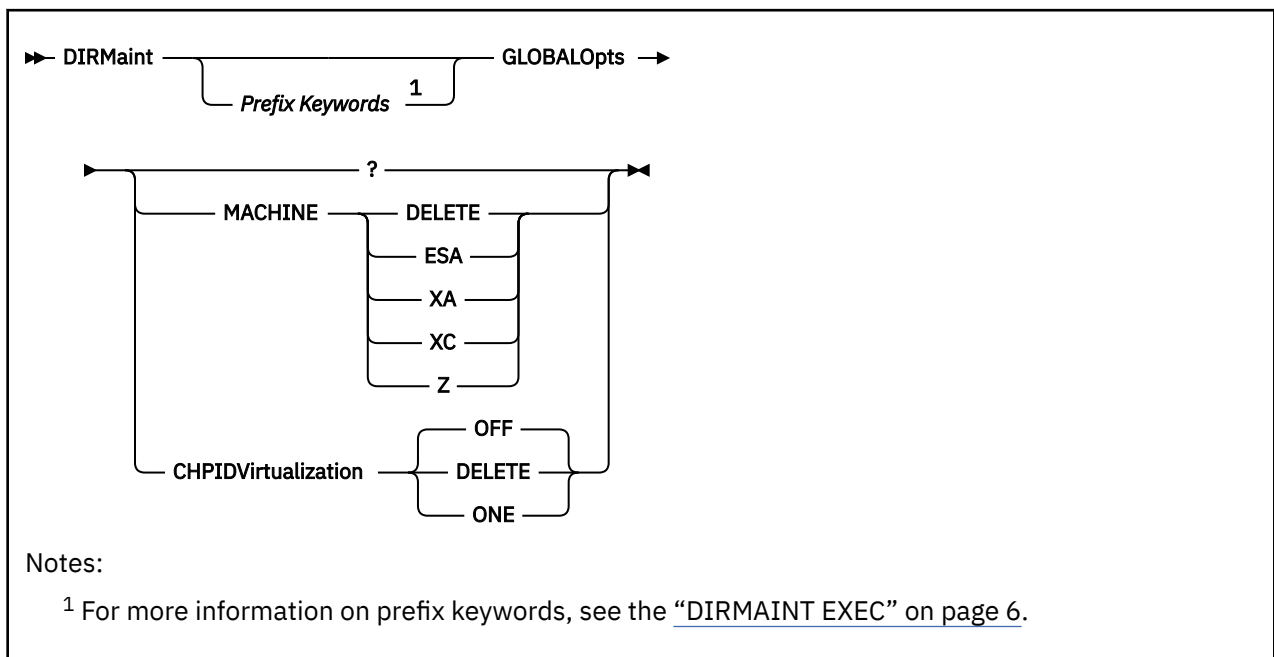 DIRMaint GLOBALOpts
Prefix Keywords 1
?
MACHINE DELETE
ESA
XA
XC
Z
OFF
CHPIDVirtualization DELETE
ONE
Notes:
1 For more information on prefix keywords, see the “DIRMAINT EXEC” on page 6.